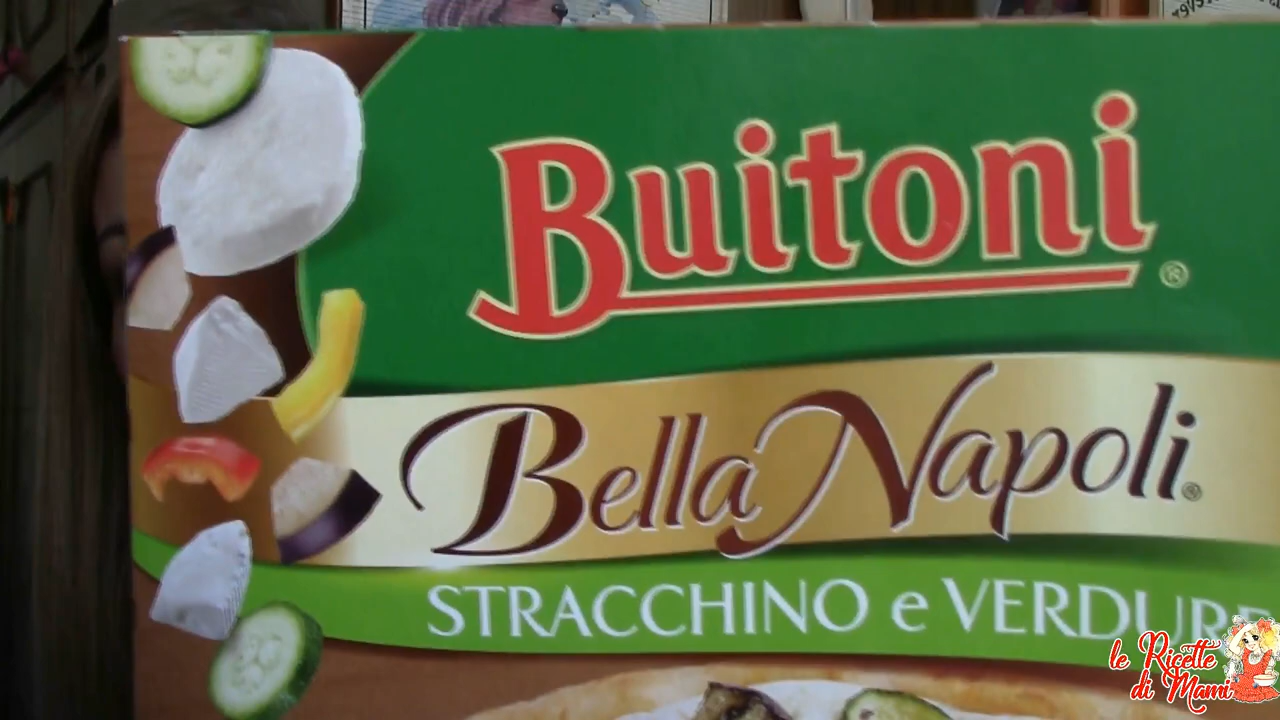 Buitoni®
Bella Napoli®
STRACCHINO e VERDURE
le Ricette
di Mami